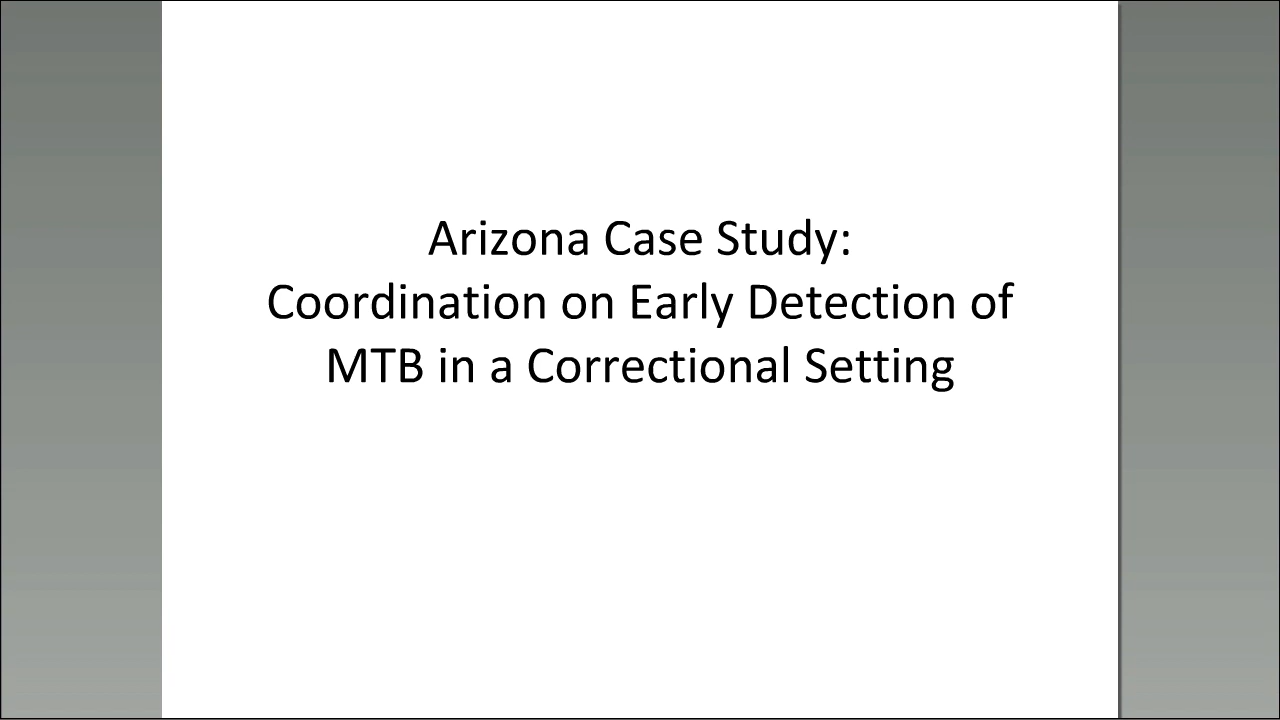 Arizona Case Study:
Coordination on Early Detection of
MTB in a Correctional Setting